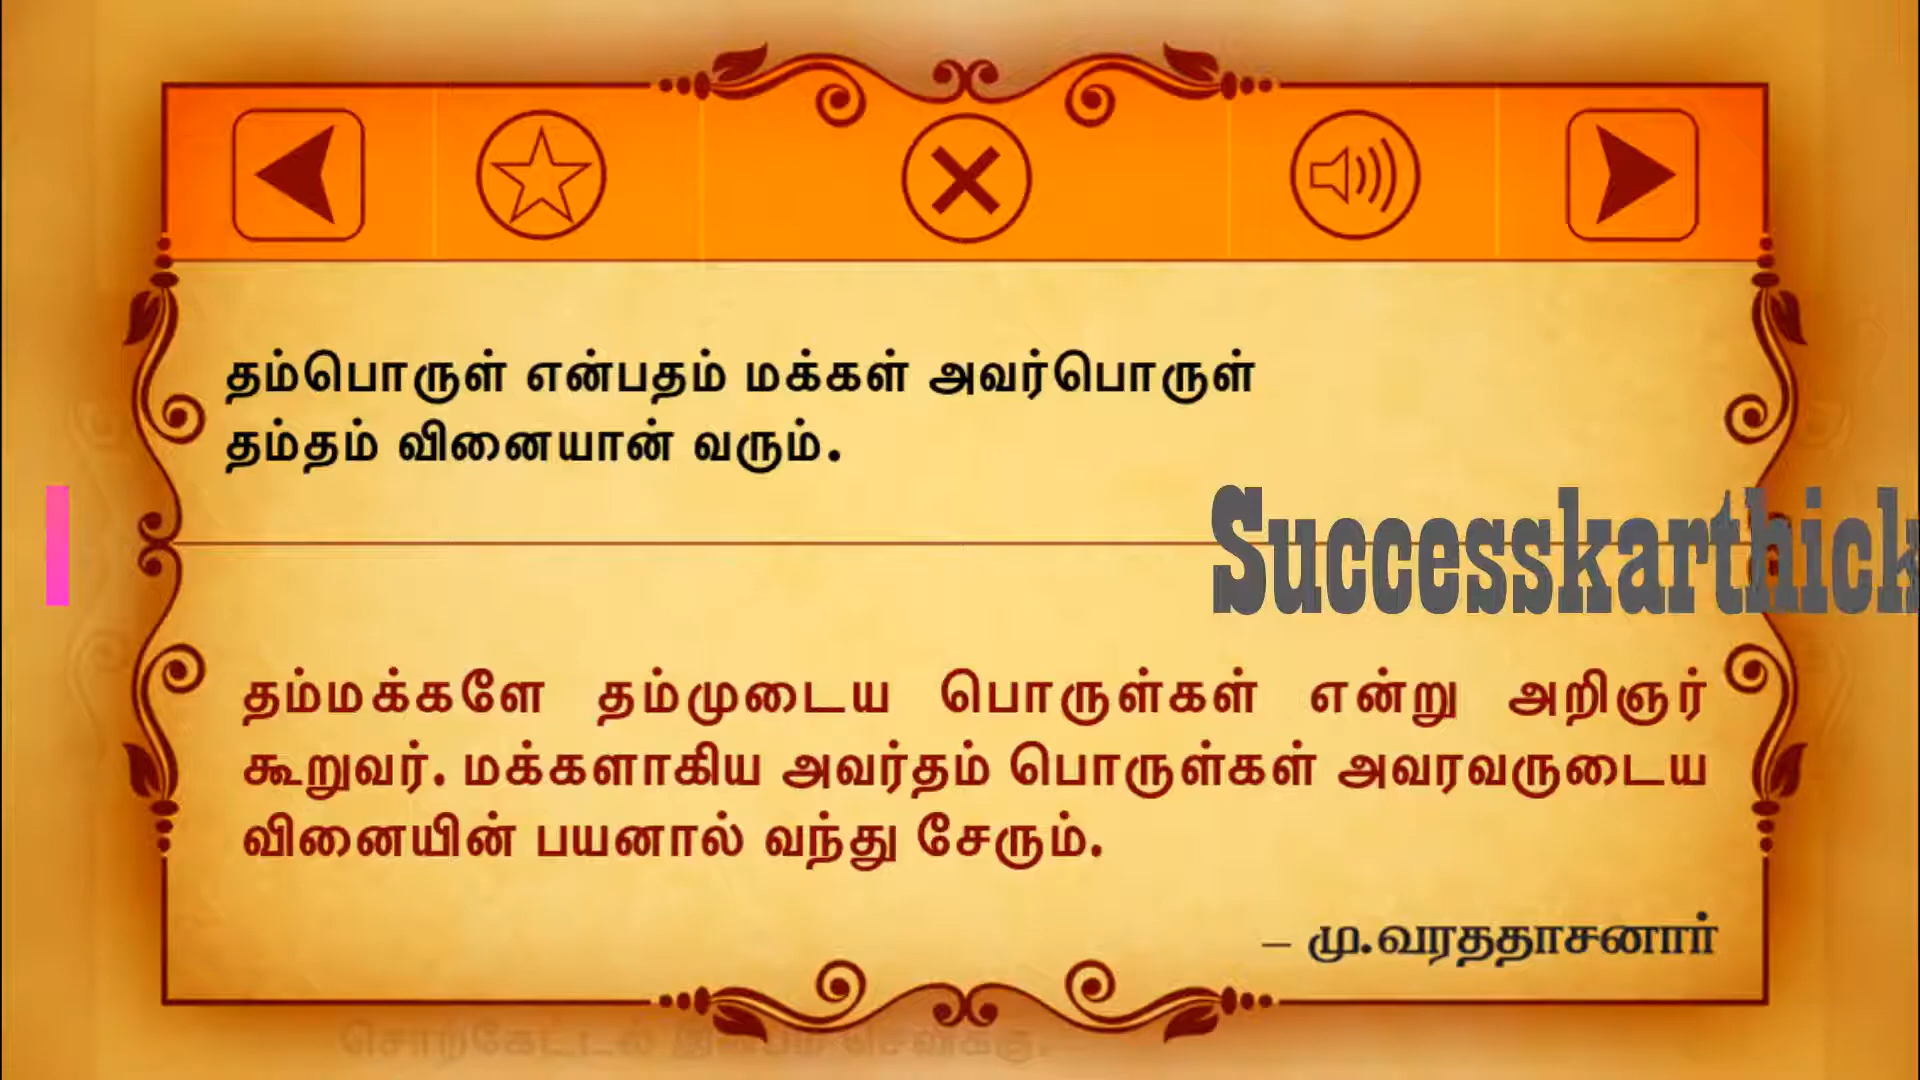 தம்பொருள் என்பதம் மக்கள் அவர்பொருள்
தம்தம் வினையான் வரும்.
Successkarthick
தம்மக்களே தம்முடைய பொருள்கள் என்று அறிஞர்
கூறுவர். மக்களாகிய அவர்தம் பொருள்கள் அவரவருடைய
வினையின் பயனால் வந்து சேரும்.
– மு.வரததாசனார்